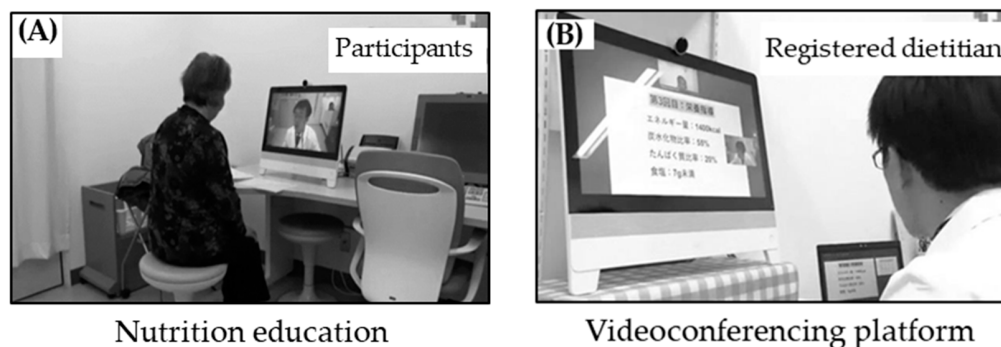 (A)
Participants
(B)
Registered dietitian
第3回目：栄養指導
エネルギー量：1400kcal
炭水化物比率：55%
たんぱく質比率：20%
食塩：7g未満
Nutrition education
Videoconferencing platform